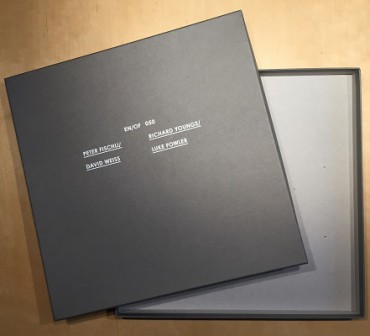 EN/OF 050
PETER FISCHLI/
DAVID WEISS
RICHARD YOUNGS/
LUKE FOWLER